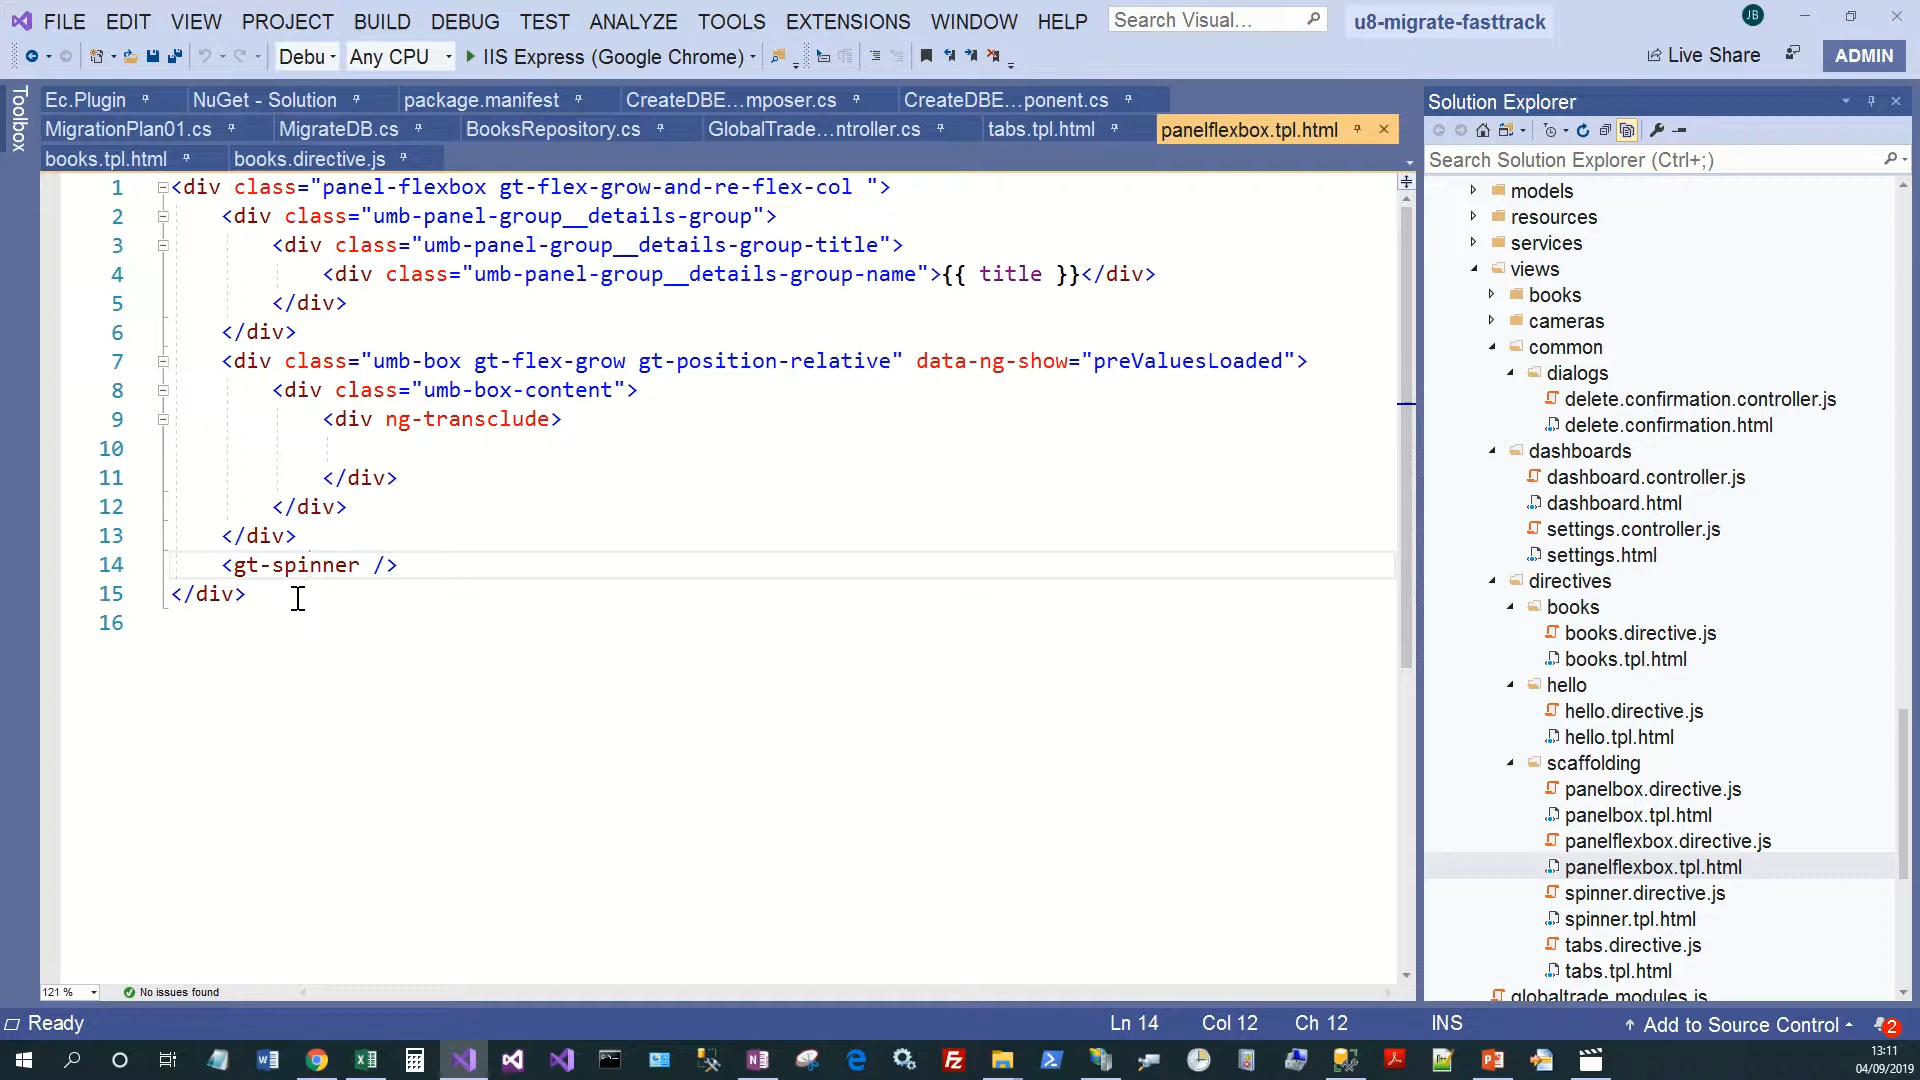 FILE EDIT VIEW PROJECT BUILD DEBUG TEST ANALYZE TOOLS EXTENSIONS WINDOW HELP Search Visual... u8-migrate-fasttrack JB
Debu Any CPU IIS Express (Google Chrome) Live Share ADMIN
Toolbox
Ec.Plugin NuGet - Solution package.manifest CreateDBE...mposer.cs CreateDBE...ponent.cs
MigrationPlan01.cs MigrateDB.cs BooksRepository.cs GlobalTrade...ntroller.cs tabs.tpl.html panelflexbox.tpl.html
books.tpl.html books.directive.js
1 <div class="panel-flexbox gt-flex-grow-and-re-flex-col ">
2 <div class="umb-panel-group__details-group">
3 <div class="umb-panel-group__details-group-title">
4 <div class="umb-panel-group__details-group-name">{{ title }}</div>
5 </div>
6 </div>
7 <div class="umb-box gt-flex-grow gt-position-relative" data-ng-show="preValuesLoaded">
8 <div class="umb-box-content">
9 <div ng-transclude>
10
11 </div>
12 </div>
13 </div>
14 <gt-spinner />
15 </div>
16
121 % No issues found
Solution Explorer
Search Solution Explorer (Ctrl+;)
models
resources
services
views
books
cameras
common
dialogs
delete.confirmation.controller.js
delete.confirmation.html
dashboards
dashboard.controller.js
dashboard.html
settings.controller.js
settings.html
directives
books
books.directive.js
books.tpl.html
hello
hello.directive.js
hello.tpl.html
scaffolding
panelbox.directive.js
panelbox.tpl.html
panelflexbox.directive.js
panelflexbox.tpl.html
spinner.directive.js
spinner.tpl.html
tabs.directive.js
tabs.tpl.html
globaltrade.modules.js
Ready Ln 14 Col 12 Ch 12 INS Add to Source Control 2
13:11
04/09/2019